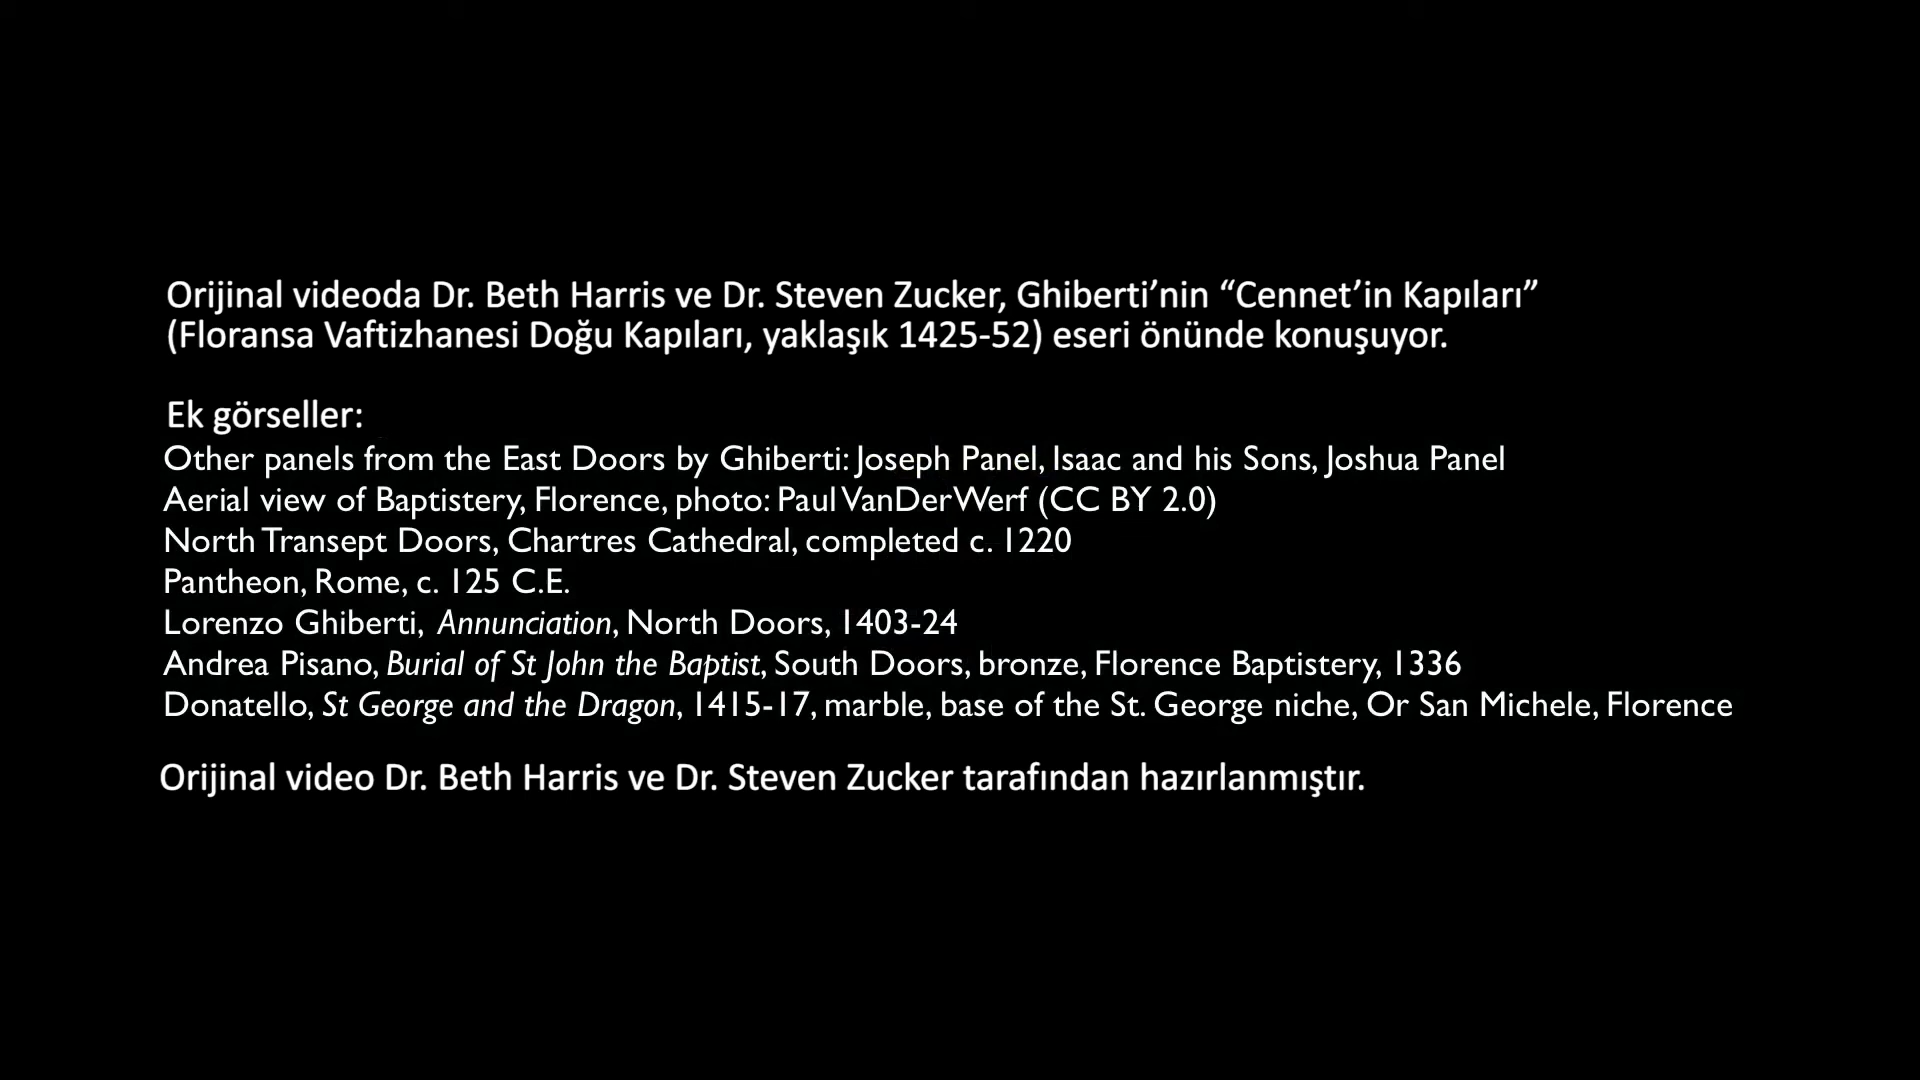 Orijinal videoda Dr. Beth Harris ve Dr. Steven Zucker, Ghiberti’nin “Cennet’in Kapıları”
(Floransa Vaftizhanesi Doğu Kapıları, yaklaşık 1425-52) eseri önünde konuşuyor.
Ek görseller:
Other panels from the East Doors by Ghiberti: Joseph Panel, Isaac and his Sons, Joshua Panel
Aerial view of Baptistery, Florence, photo: Paul VanDerWerf (CC BY 2.0)
North Transept Doors, Chartres Cathedral, completed c. 1220
Pantheon, Rome, c. 125 C.E.
Lorenzo Ghiberti, Annunciation, North Doors, 1403-24
Andrea Pisano, Burial of St John the Baptist, South Doors, bronze, Florence Baptistery, 1336
Donatello, St George and the Dragon, 1415-17, marble, base of the St. George niche, Or San Michele, Florence
Orijinal video Dr. Beth Harris ve Dr. Steven Zucker tarafından hazırlanmıştır.